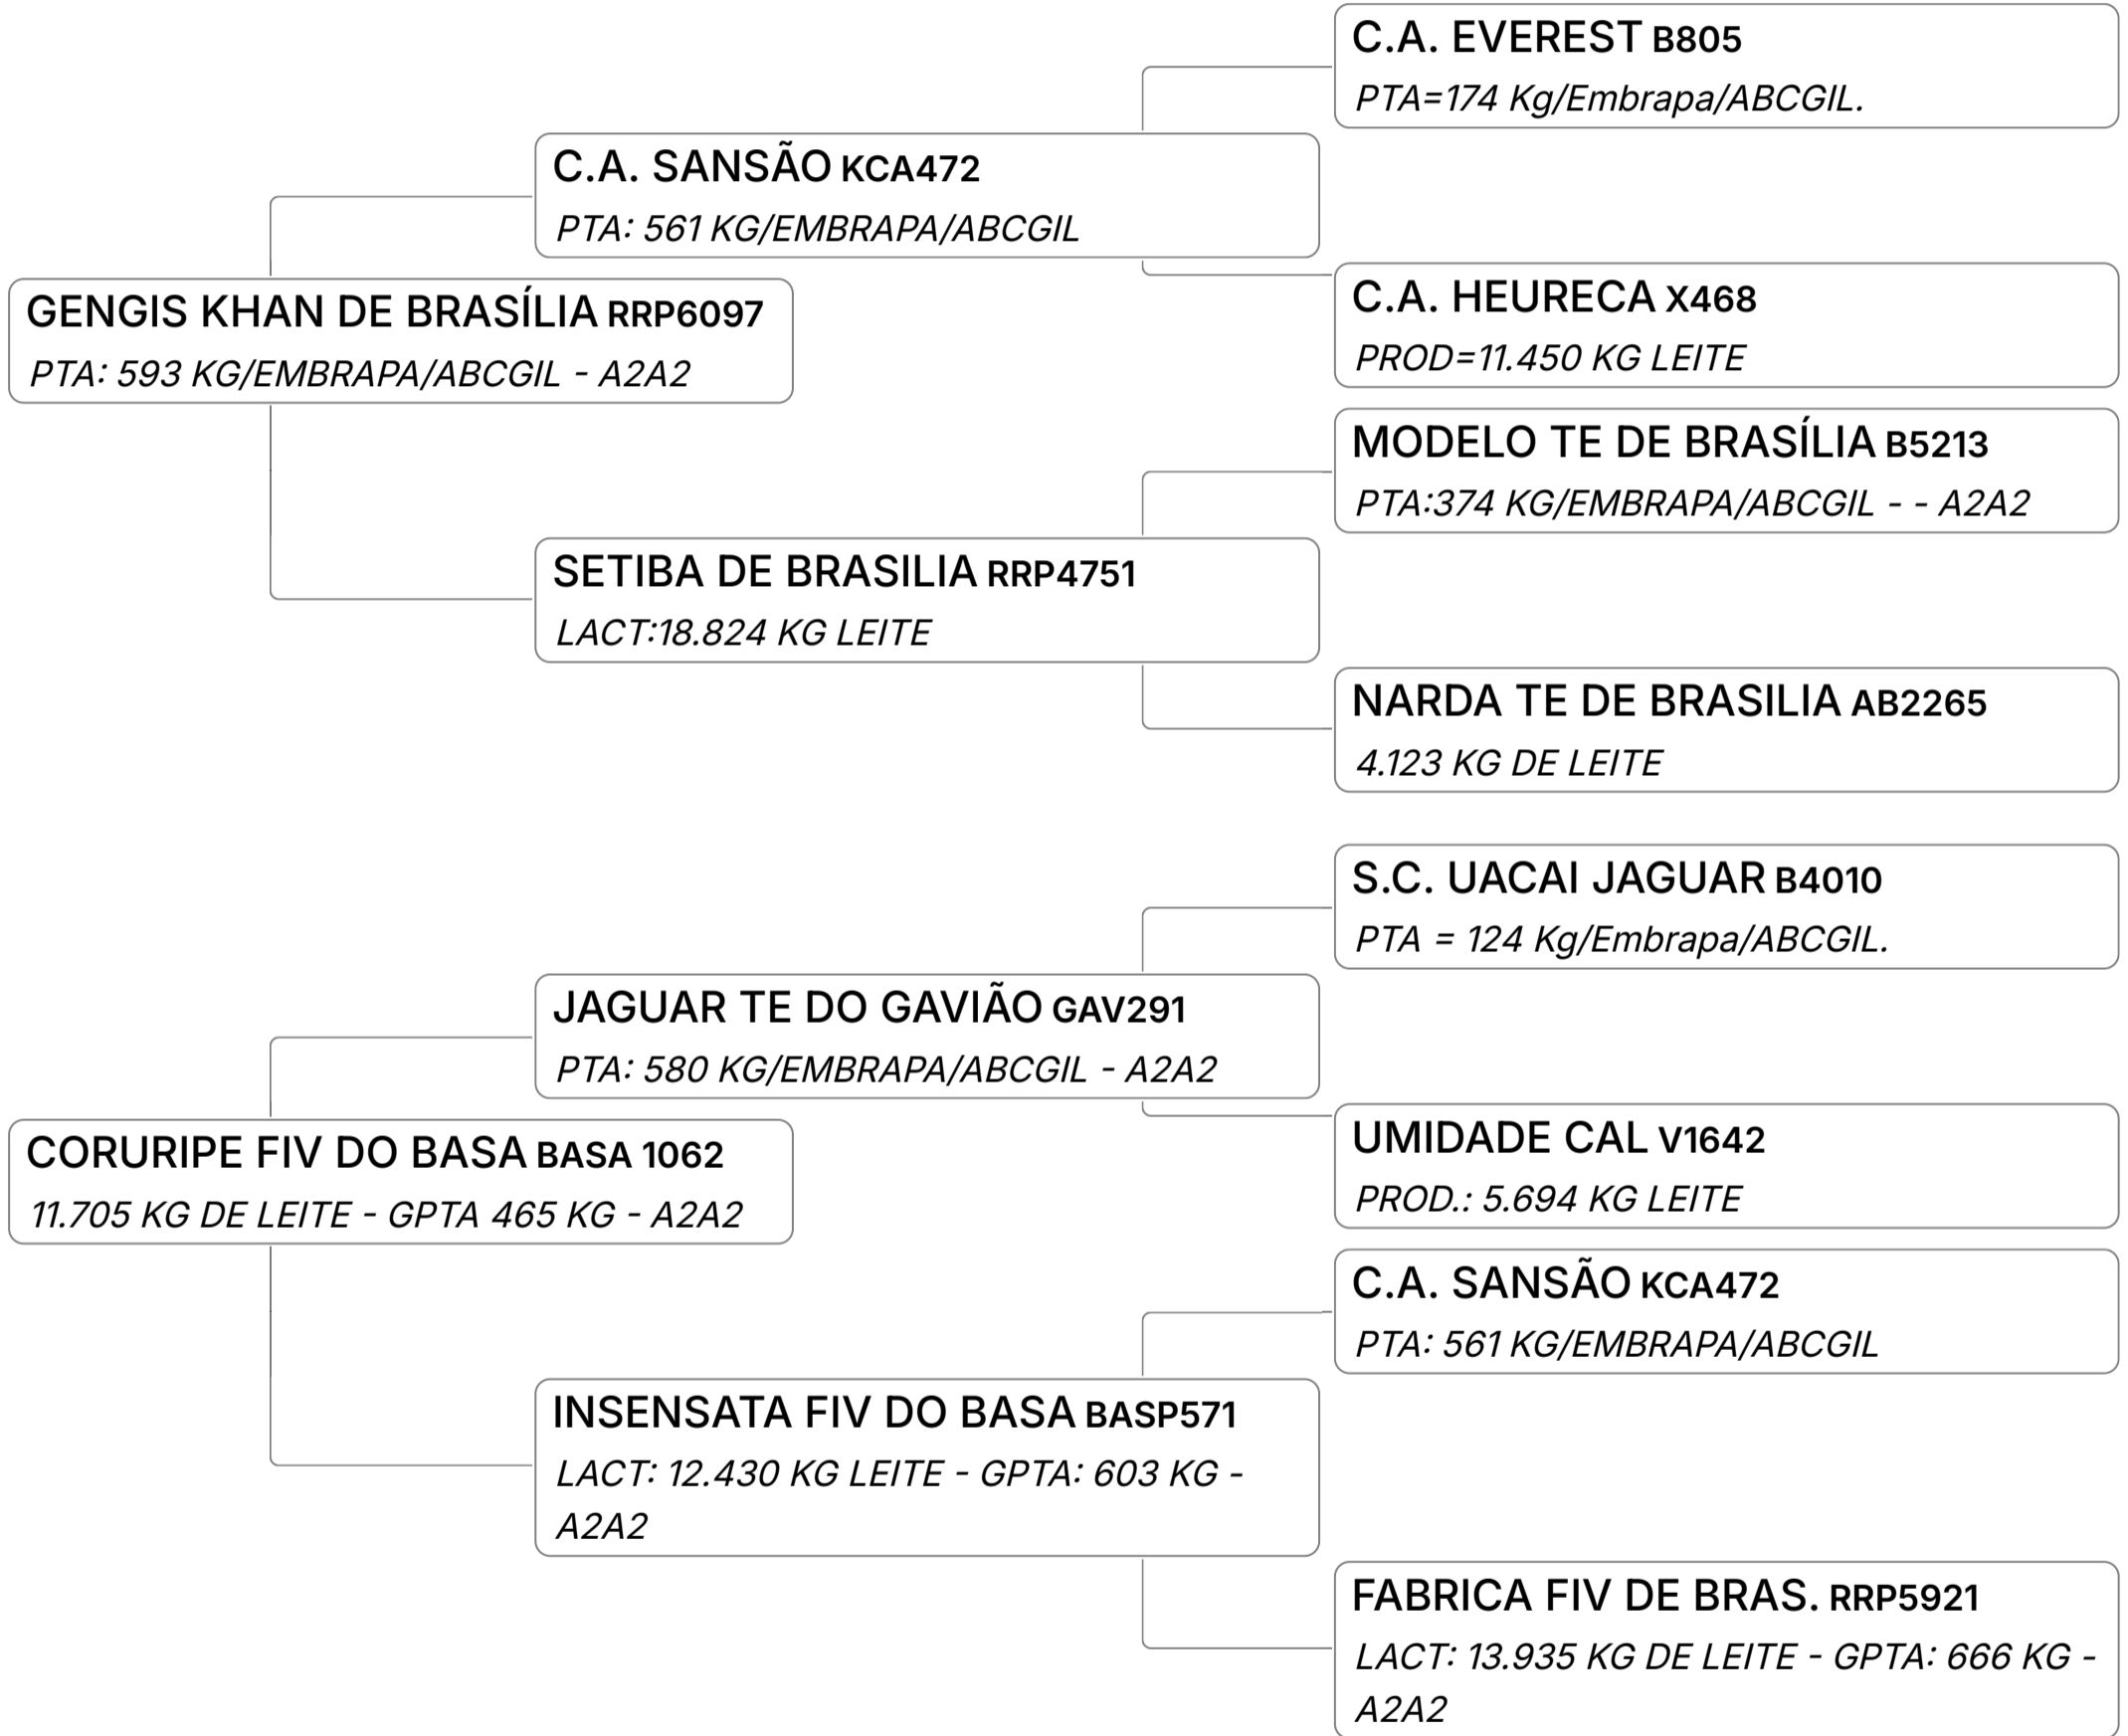 C.A. EVEREST B805
PTA=174 Kg/Embrapa/ABCGIL.
C.A. SANSÃO KCA472
PTA: 561 KG/EMBRAPA/ABCGIL
C.A. HEURECA X468
PROD=11.450 KG LEITE
GENGIS KHAN DE BRASÍLIA RRP6097
PTA: 593 KG/EMBRAPA/ABCGIL - A2A2
MODELO TE DE BRASÍLIA B5213
PTA:374 KG/EMBRAPA/ABCGIL - - A2A2
SETIBA DE BRASILIA RRP4751
LACT:18.824 KG LEITE
NARDA TE DE BRASILIA AB2265
4.123 KG DE LEITE
S.C. UACAI JAGUAR B4010
PTA = 124 Kg/Embrapa/ABCGIL.
JAGUAR TE DO GAVIÃO GAV291
PTA: 580 KG/EMBRAPA/ABCGIL - A2A2
UMIDADE CAL V1642
PROD.: 5.694 KG LEITE
CORURIPE FIV DO BASA BASA 1062
11.705 KG DE LEITE - GPTA 465 KG - A2A2
C.A. SANSÃO KCA472
PTA: 561 KG/EMBRAPA/ABCGIL
INSENSATA FIV DO BASA BASP571
LACT: 12.430 KG LEITE - GPTA: 603 KG -
A2A2
FABRICA FIV DE BRAS. RRP5921
LACT: 13.935 KG DE LEITE - GPTA: 666 KG -
A2A2